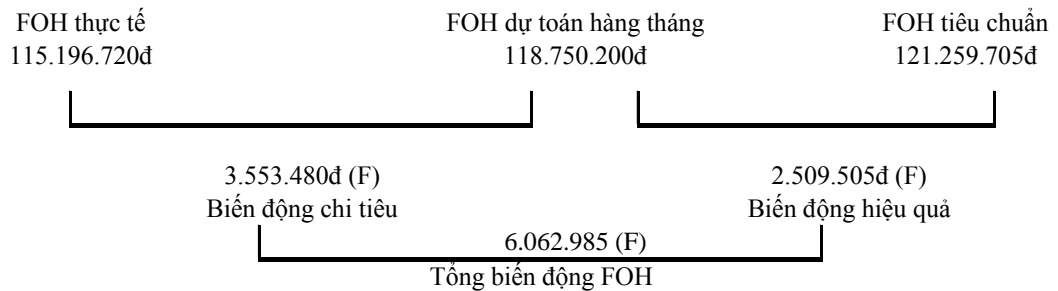 FOH thực tế
115.196.720đ
FOH dự toán hàng tháng
118.750.200đ
FOH tiêu chuẩn
121.259.705đ
3.553.480đ (F)
Biến động chi tiêu
2.509.505đ (F)
Biến động hiệu quả
6.062.985 (F)
Tổng biến động FOH